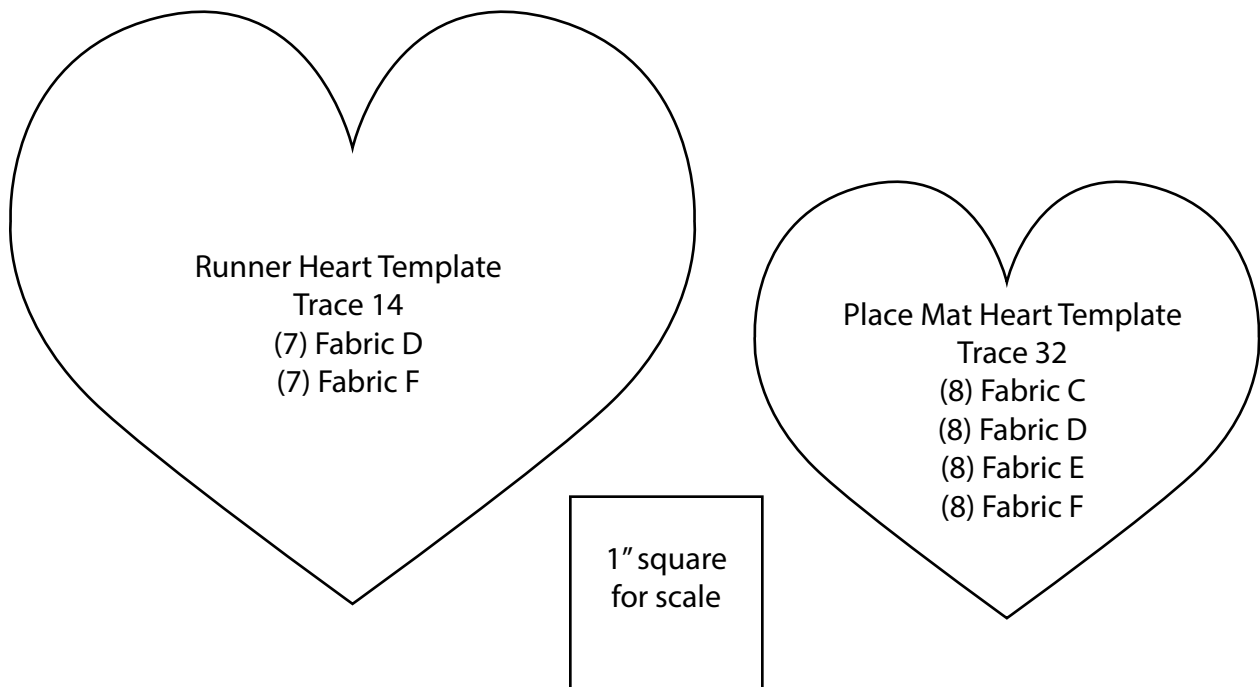 Runner Heart Template
Trace 14
(7) Fabric D
(7) Fabric F
Place Mat Heart Template
Trace 32
(8) Fabric C
(8) Fabric D
(8) Fabric E
(8) Fabric F
1” square
for scale